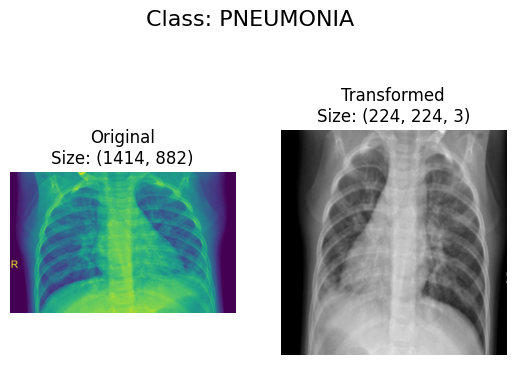 Class: PNEUMONIA
Original
Size: (1414, 882)
Transformed
Size: (224, 224, 3)
R